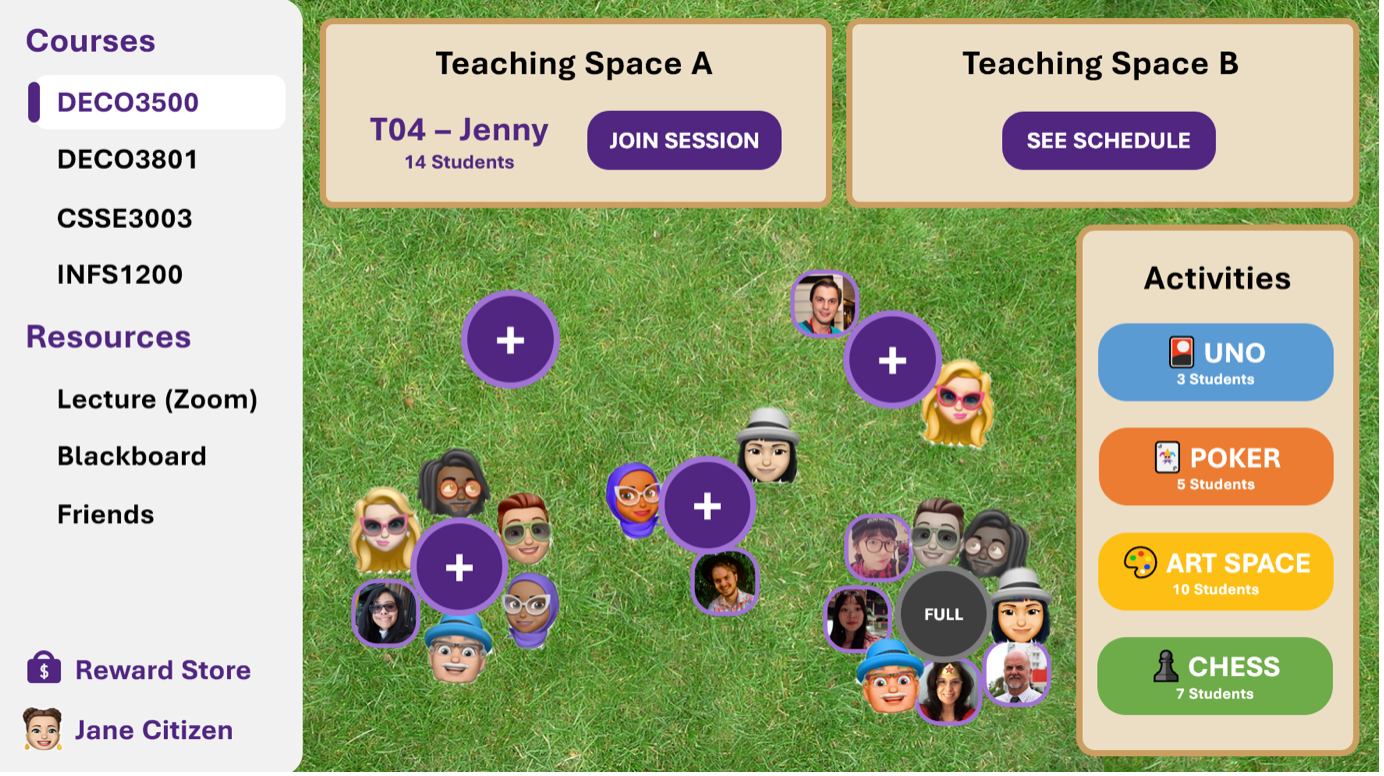 Courses
DECO3500
DECO3801
CSSE3003
INFS1200
Resources
Lecture (Zoom)
Blackboard
Friends
$
Reward Store
Jane Citizen
Teaching Space A
T04 – Jenny
14 Students
JOIN SESSION
Teaching Space B
SEE SCHEDULE
+
+
+
+
FULL
Activities
UNO
3 Students
POKER
5 Students
ART SPACE
10 Students
CHESS
7 Students